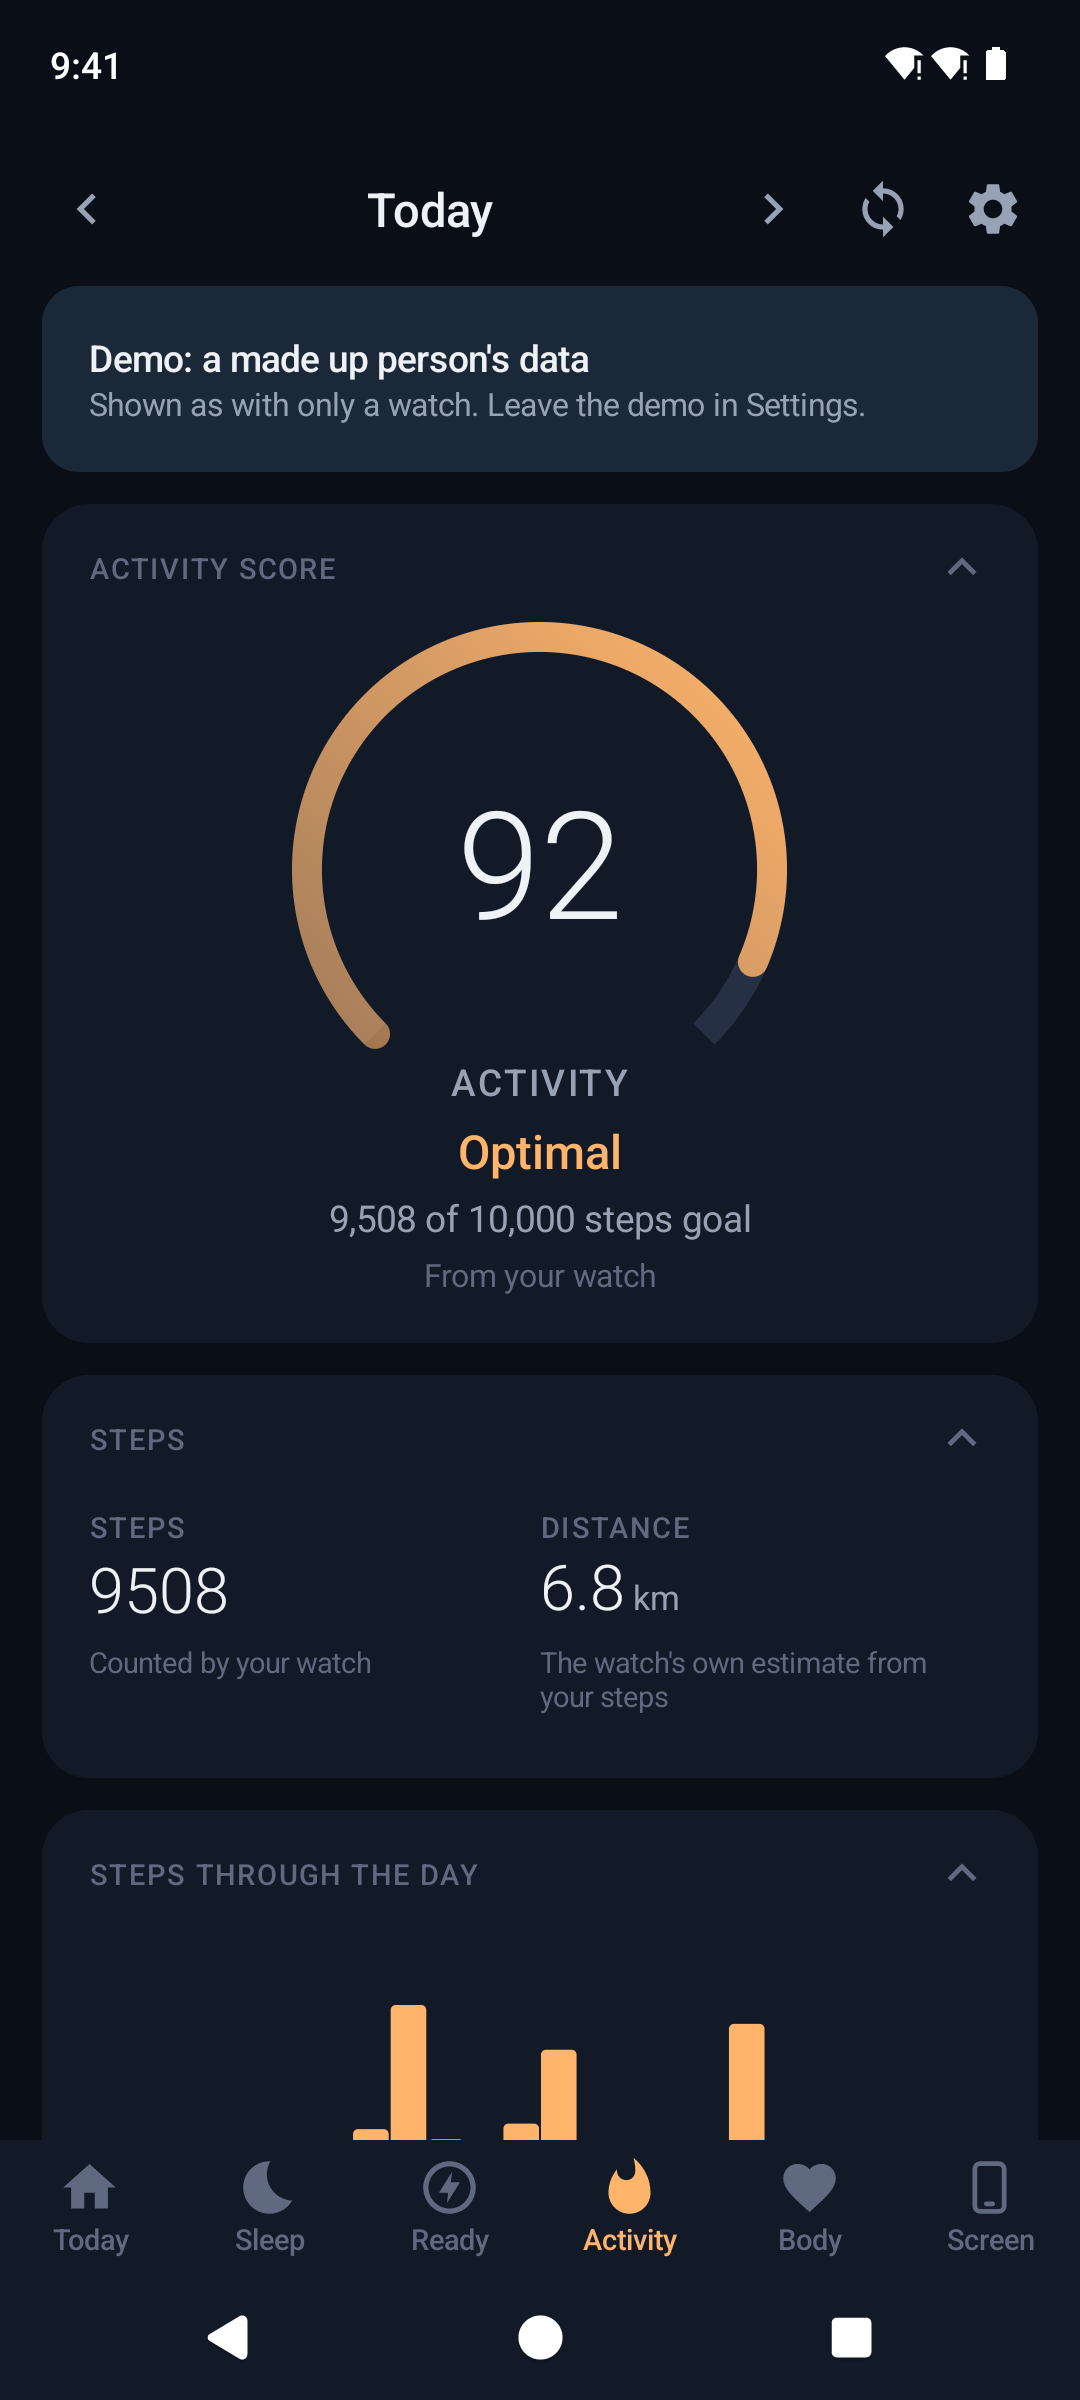 9:41
Today
Demo: a made up person's data
Shown as with only a watch. Leave the demo in Settings.
ACTIVITY SCORE
92
ACTIVITY
Optimal
9,508 of 10,000 steps goal
From your watch
STEPS
STEPS
9508
Counted by your watch
DISTANCE
6.8 km
The watch's own estimate from
your steps
STEPS THROUGH THE DAY
Today
Sleep
Ready
Activity
Body
Screen